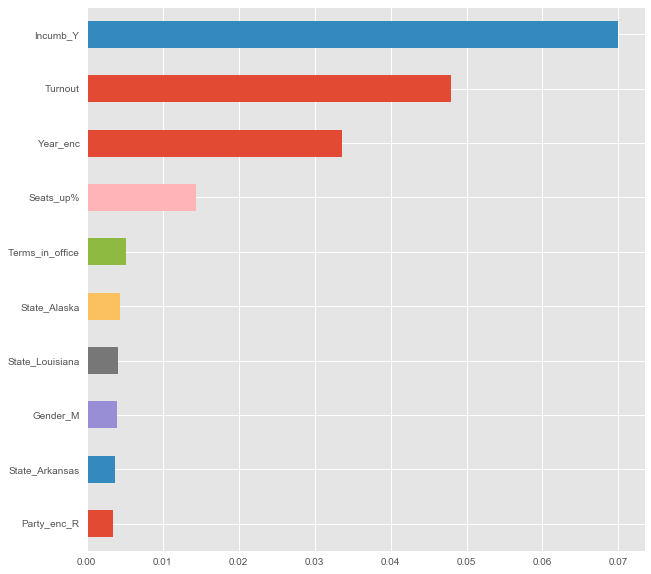 Incumb_Y
Turnout
Year_enc
Seats_up%
Terms_in_office
State_Alaska
State_Louisiana
Gender_M
State_Arkansas
Party_enc_R
0.00 0.01 0.02 0.03 0.04 0.05 0.06 0.07